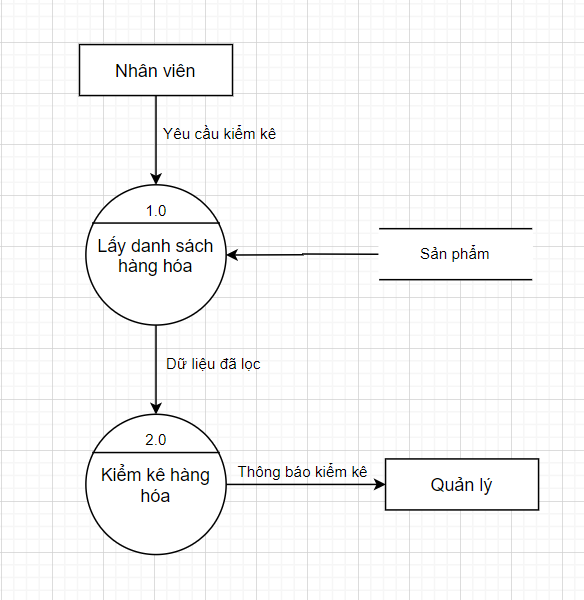 Nhân viên
Yêu cầu kiểm kê
1.0
Lấy danh sách
hàng hóa
Sản phẩm
Dữ liệu đã lọc
2.0
Kiểm kê hàng
hóa
Thông báo kiểm kê
Quản lý